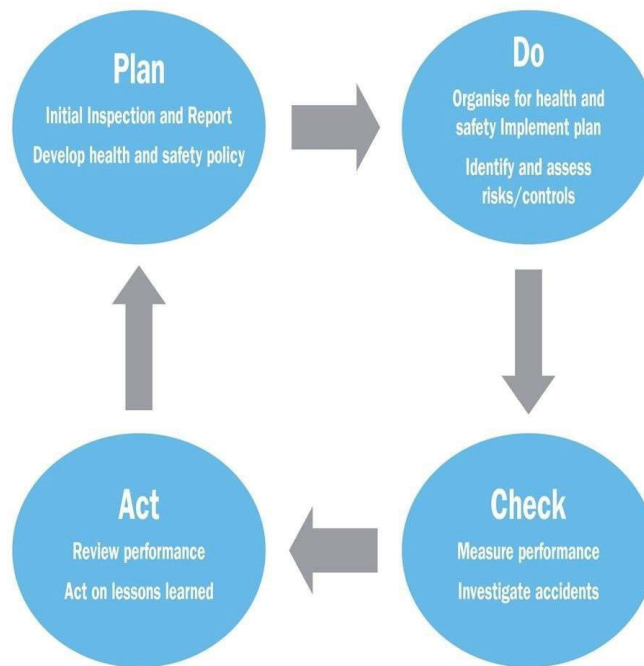 Plan
Initial Inspection and Report
Develop health and safety policy
Do
Organise for health and
safety Implement plan
Identify and assess
risks/controls
Check
Measure performance
Investigate accidents
Act
Review performance
Act on lessons learned